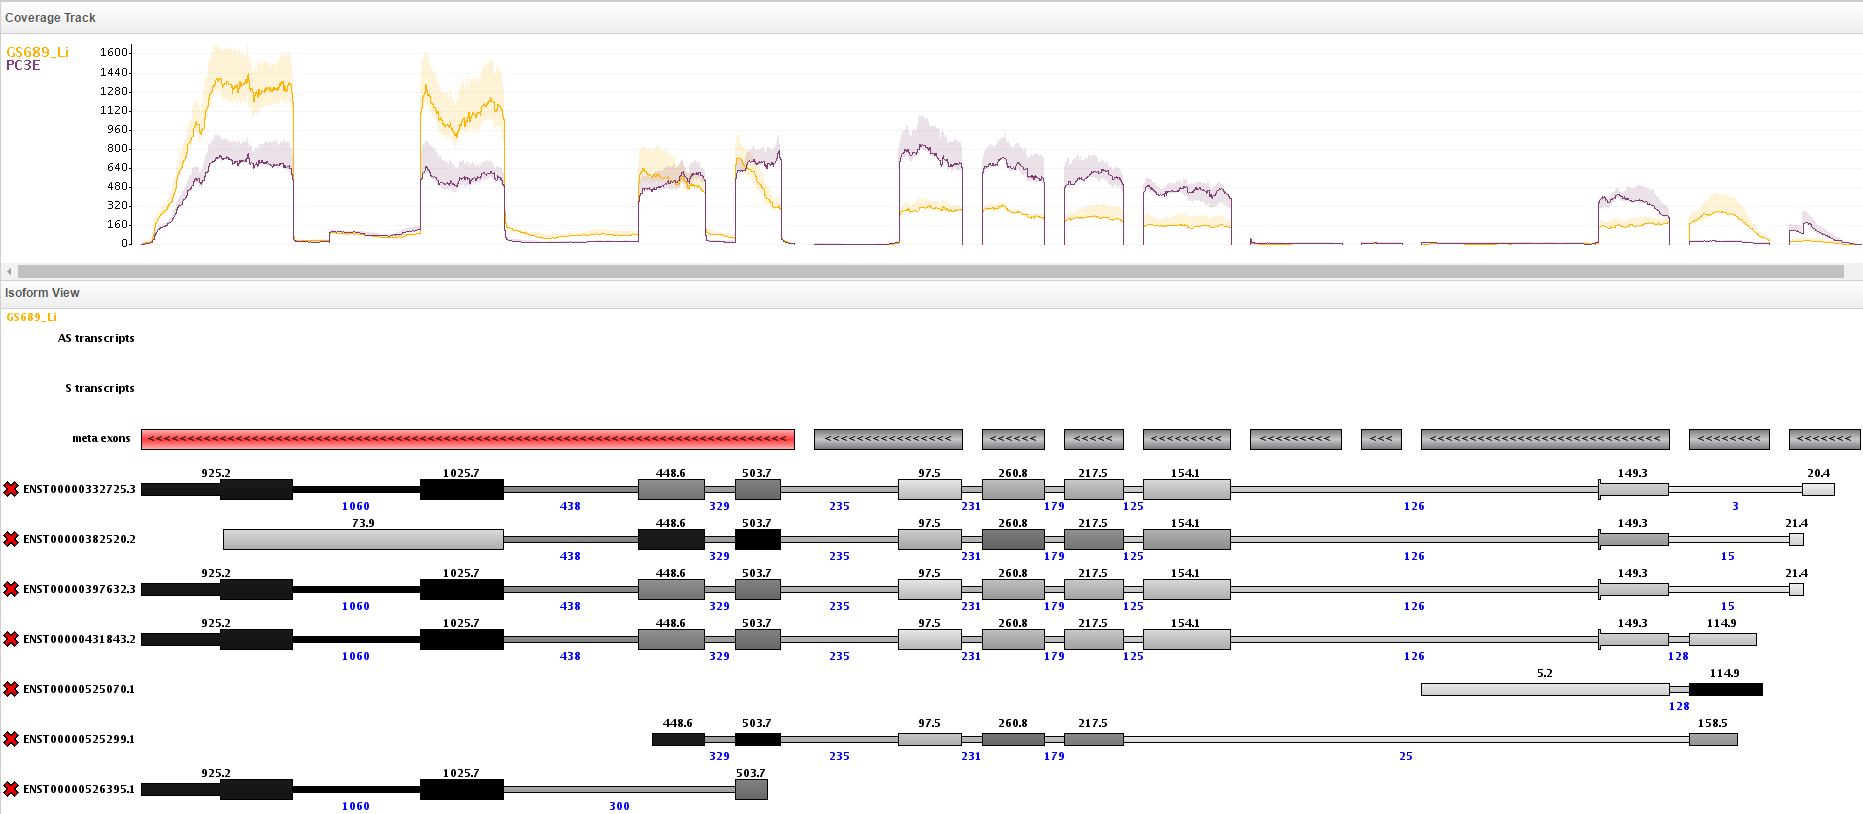 Coverage Track
GS689_Li
PC3E
1600
1440
1280
1120
960
800
640
480
320
160
0
Isoform View
GS689_Li
AS transcripts
S transcripts
meta exons <<<<<<<<<<<<<<<<<<<<<<<<<<<<<<<<<<<<<<<<<<<<<<<<<<<<<<<<<<<<<<<<<<<<<<<<<<<<<< <<<<<<<<<<<<<<<< <<<<<< <<<<< <<<<<<<<< <<<<<<<<<< <<< <<<<<<<<<<<<<<<<<<<<<<<<<<<< <<<<<<<< <<<<<<<
925.2 1025.7 448.6 503.7 97.5 260.8 217.5 154.1 149.3 20.4
ENST00000332725.3
1060 438 329 235 231 179 125 126 3
73.9 448.6 503.7 97.5 260.8 217.5 154.1 149.3 21.4
ENST00000382520.2
438 329 235 231 179 125 126 15
925.2 1025.7 448.6 503.7 97.5 260.8 217.5 154.1 149.3 21.4
ENST00000397632.3
1060 438 329 235 231 179 125 126 15
925.2 1025.7 448.6 503.7 97.5 260.8 217.5 154.1 149.3 114.9
ENST00000431843.2
1060 438 329 235 231 179 125 126 128
5.2 114.9
ENST00000525070.1
128
448.6 503.7 97.5 260.8 217.5 158.5
ENST00000525299.1
329 235 231 179 25
925.2 1025.7 503.7
ENST00000526395.1
1060 300